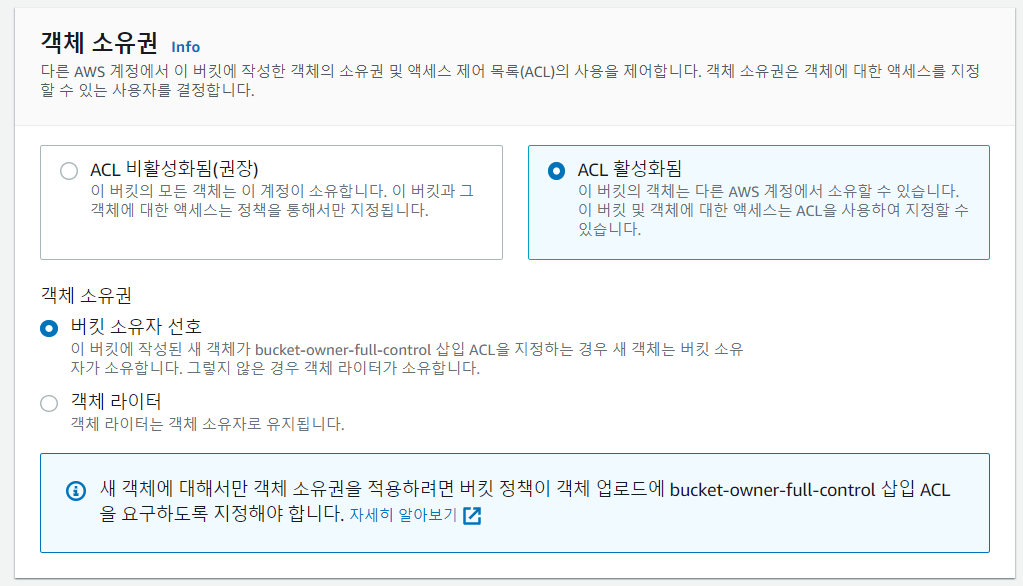 객체 소유권 Info
다른 AWS 계정에서 이 버킷에 작성한 객체의 소유권 및 액세스 제어 목록(ACL)의 사용을 제어합니다. 객체 소유권은 객체에 대한 액세스를 지정
할 수 있는 사용자를 결정합니다.
ACL 비활성화됨(권장)
이 버킷의 모든 객체는 이 계정이 소유합니다. 이 버킷과 그
객체에 대한 액세스는 정책을 통해서만 지정됩니다.
ACL 활성화됨
이 버킷의 객체는 다른 AWS 계정에서 소유할 수 있습니다.
이 버킷 및 객체에 대한 액세스는 ACL을 사용하여 지정할 수
있습니다.
객체 소유권
버킷 소유자 선호
이 버킷에 작성된 새 객체가 bucket-owner-full-control 삽입 ACL을 지정하는 경우 새 객체는 버킷 소유
자가 소유합니다. 그렇지 않은 경우 객체 라이터가 소유합니다.
객체 라이터
객체 라이터는 객체 소유자로 유지됩니다.
새 객체에 대해서만 객체 소유권을 적용하려면 버킷 정책이 객체 업로드에 bucket-owner-full-control 삽입 ACL
을 요구하도록 지정해야 합니다. 자세히 알아보기